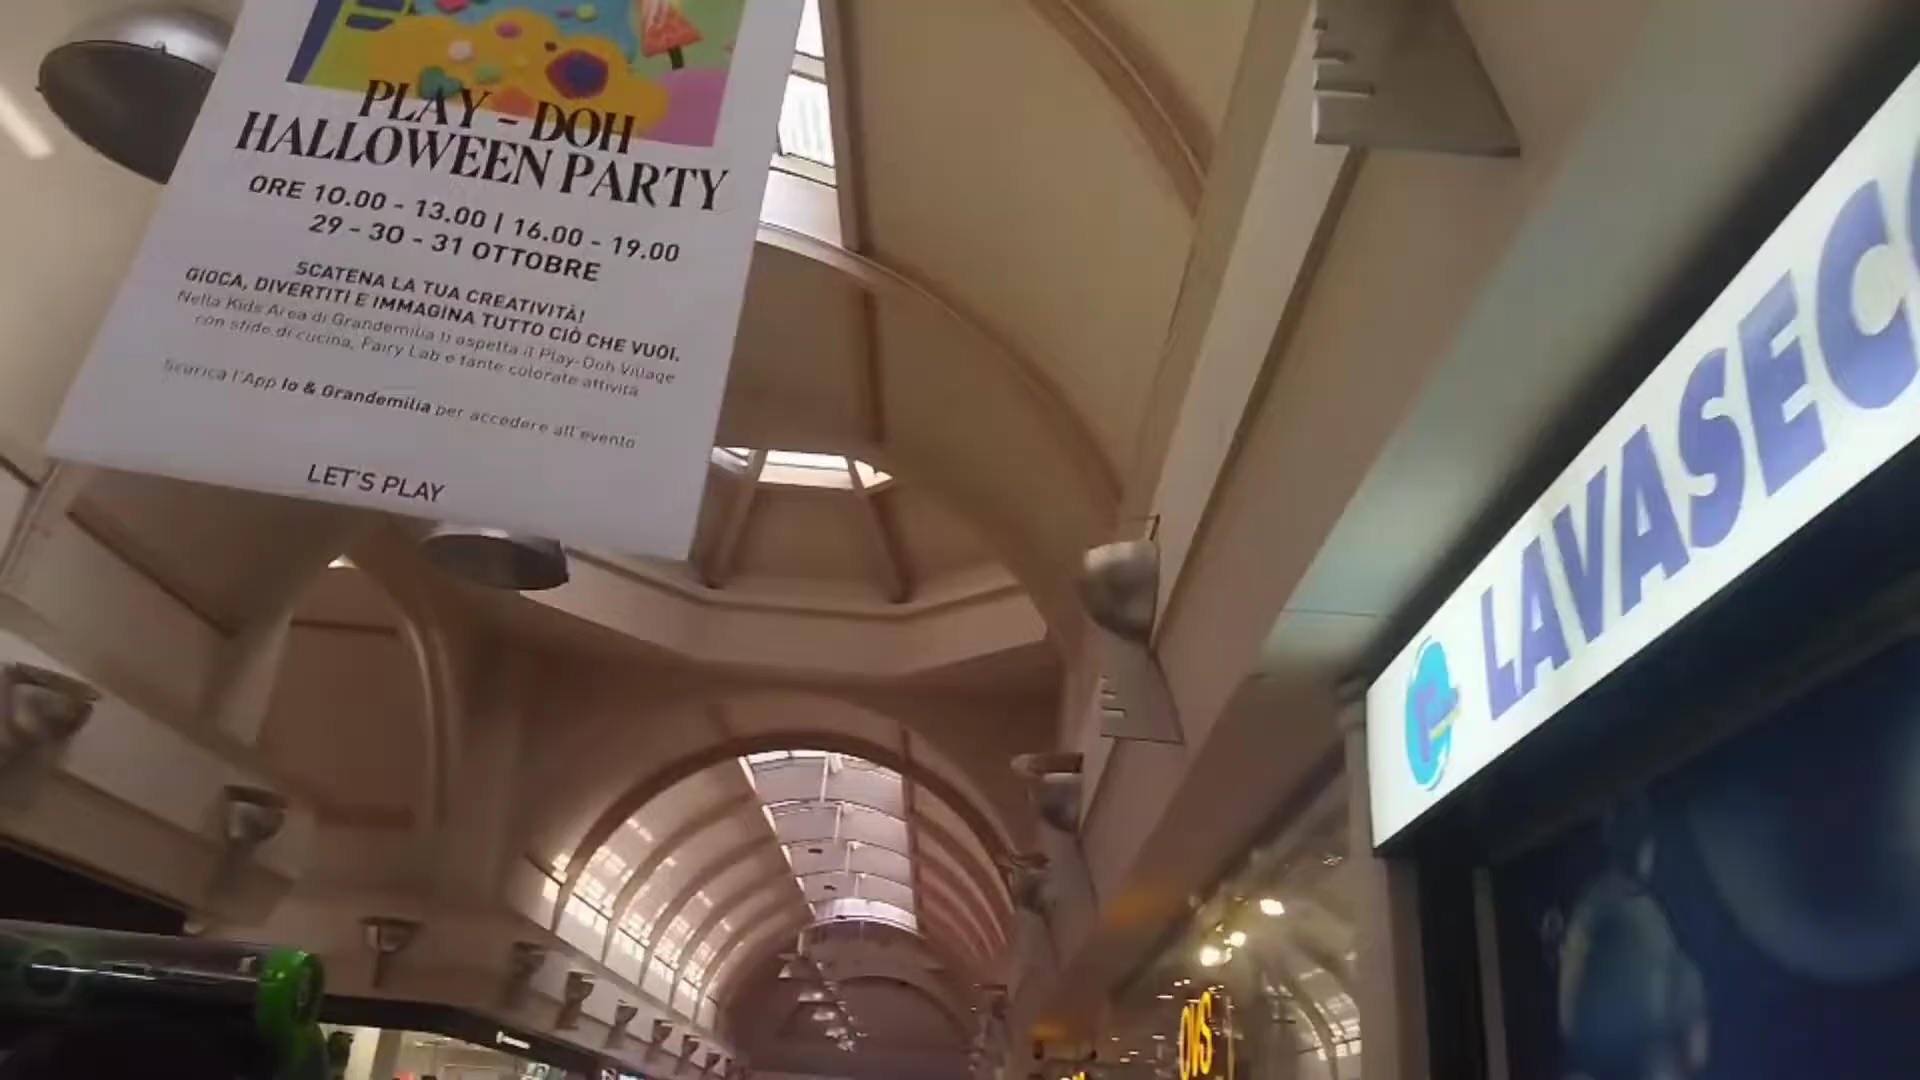 PLAY - DOH
HALLOWEEN PARTY
ORE 10.00 - 13.00 | 16.00 - 19.00
29 - 30 - 31 OTTOBRE
SCATENA LA TUA CREATIVITÀ!
GIOCA, DIVERTITI E IMMAGINA TUTTO CIÒ CHE VUOI.
Nella Kids Area di Grandemilia ti aspetta il Play-Doh Village
con sfide di cucina, Fairy Lab e tante colorate attività
Scarica l'App Io & Grandemilia per accedere all'evento
LET'S PLAY
LAVASEC
OVS